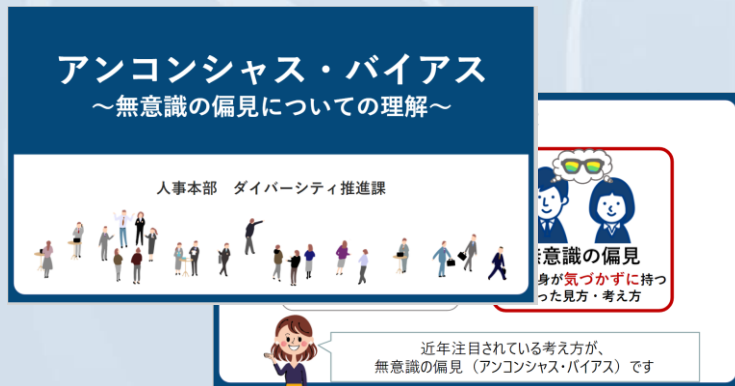 アンコンシャス・バイアス
～無意識の偏見についての理解～
人事本部　ダイバーシティ推進課
意識の偏見
身が気づかずに持つ
った見方・考え方
近年注目されている考え方が、
無意識の偏見（アンコンシャス・バイアス）です